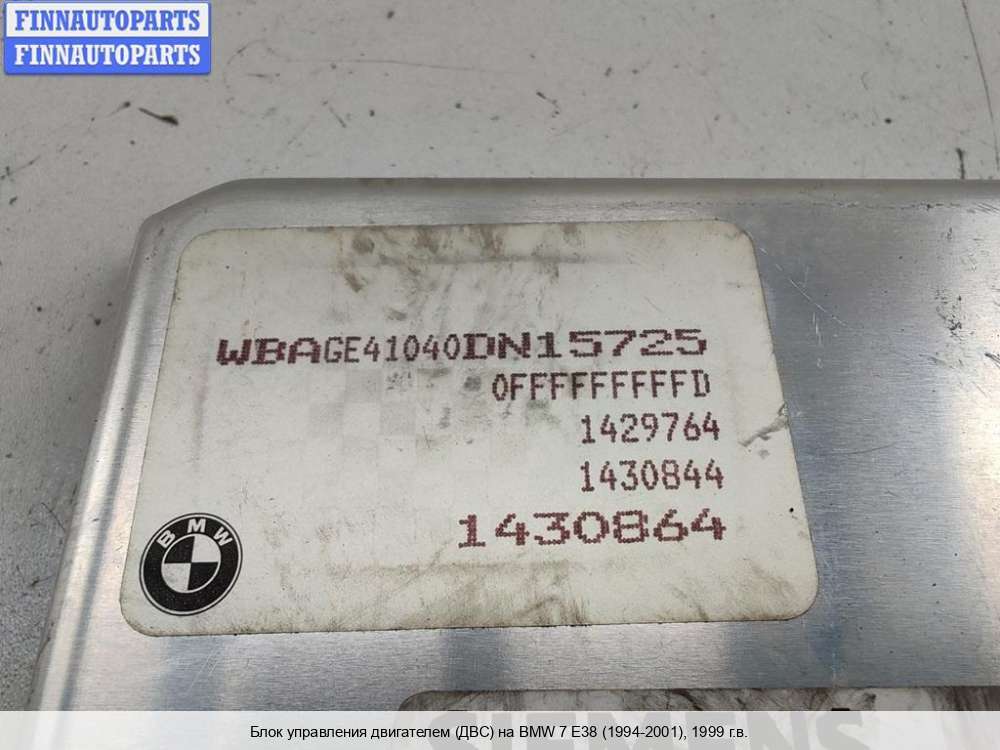 FINNAUTOPARTS
FINNAUTOPARTS
WBAGE41040DN15725
0FFFFFFFFFD
1429764
1430844
1430864
BMW
SIEMENS
Блок управления двигателем (ДВС) на BMW 7 E38 (1994-2001), 1999 г.в.